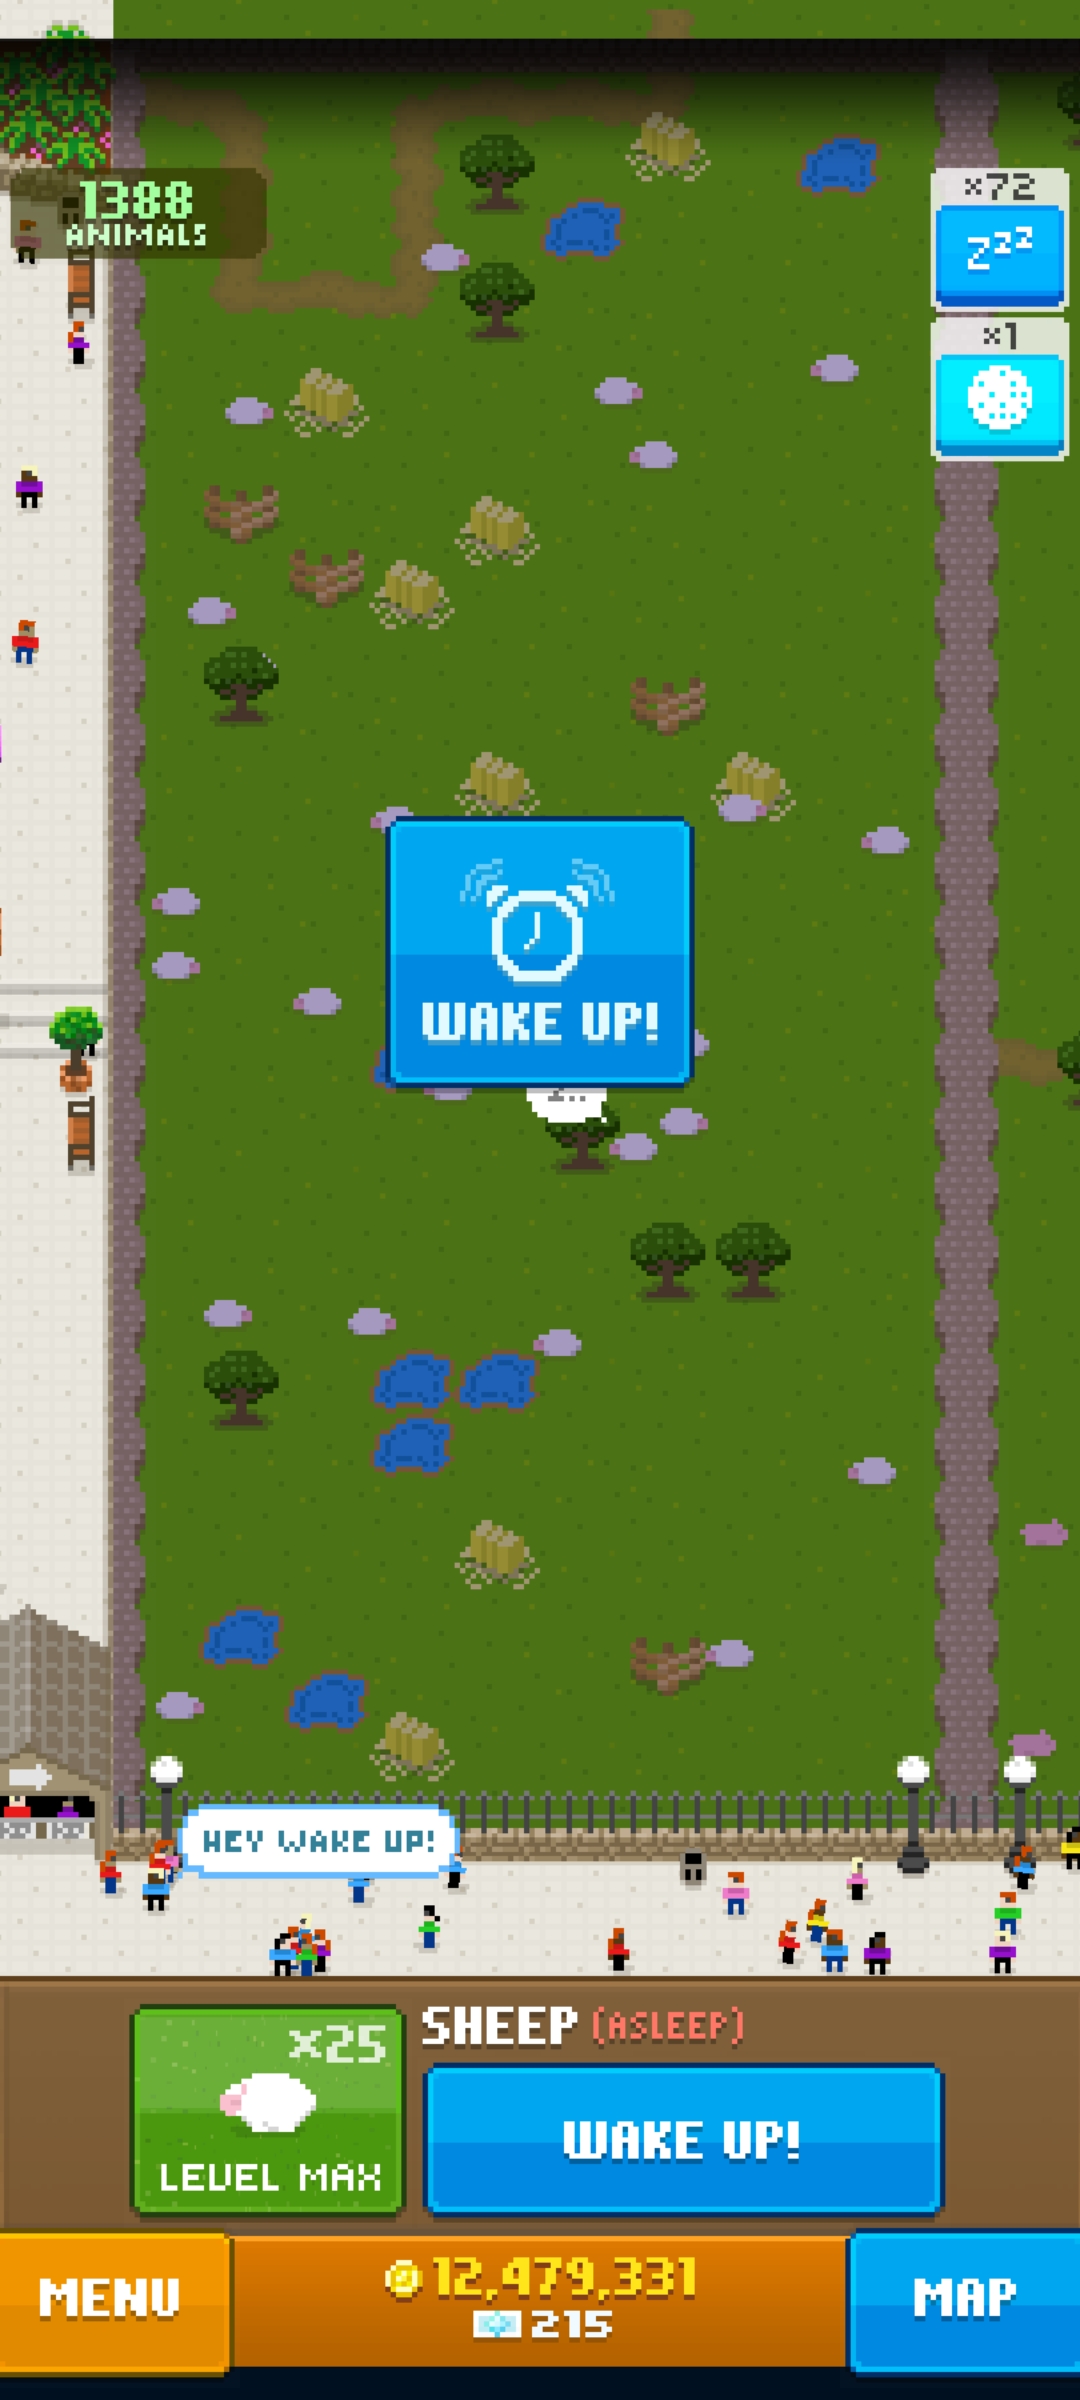 1388
ANIMALS
x72
zzz
x1
WAKE UP!
HEY WAKE UP!
x25
LEVEL MAX
SHEEP (ASLEEP)
WAKE UP!
MENU
12,479,331
215
MAP